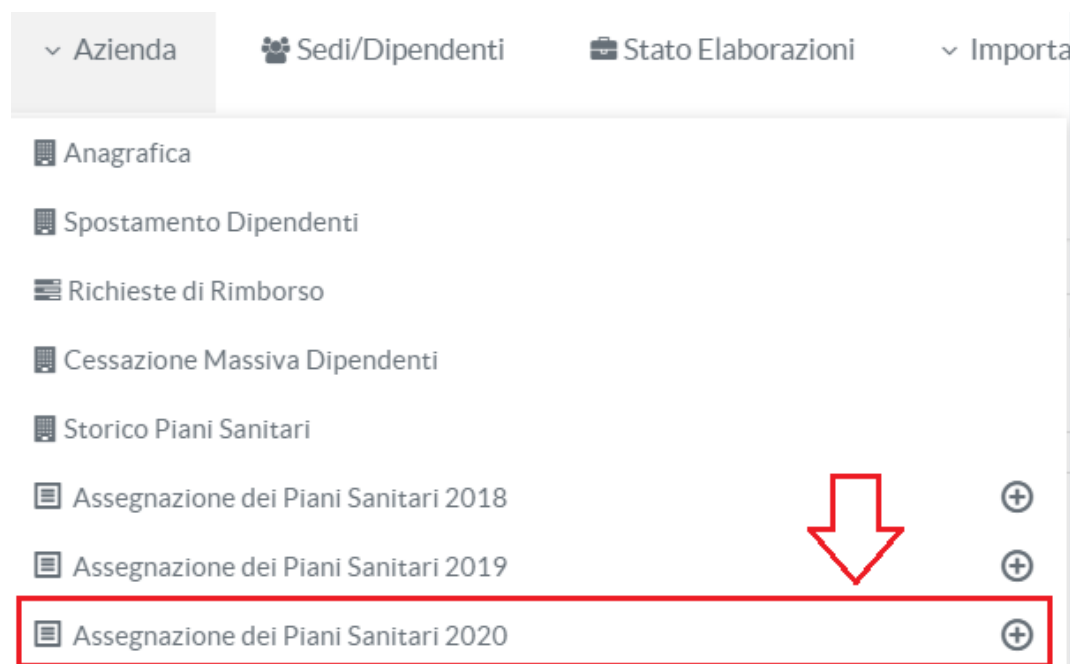 Azienda Sedi/Dipendenti Stato Elaborazioni Importa
Anagrafica
Spostamento Dipendenti
Richieste di Rimborso
Cessazione Massiva Dipendenti
Storico Piani Sanitari
Assegnazione dei Piani Sanitari 2018
Assegnazione dei Piani Sanitari 2019
Assegnazione dei Piani Sanitari 2020